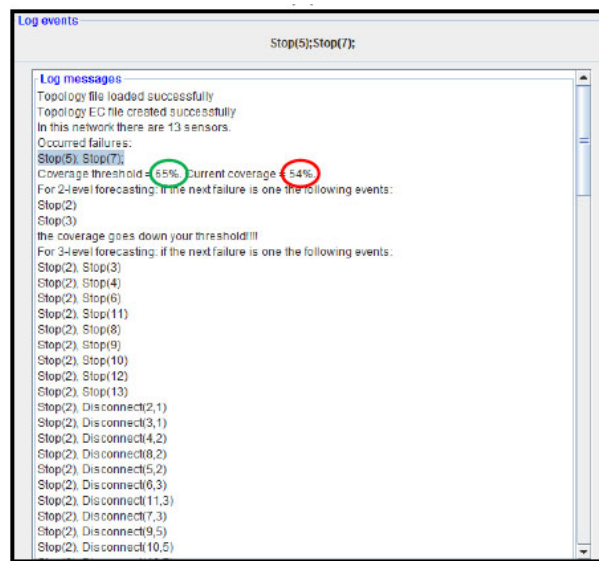 Log events
Stop(5);Stop(7);
Log messages
Topology file loaded successfully
Topology EC file created successfully
In this network there are 13 sensors.
Occurred failures:
Stop(5); Stop(7);
Coverage threshold = 65%. Current coverage = 54%.
For 2-level forecasting: if the next failure is one the following events:
Stop(2)
Stop(3)
the coverage goes down your threshold!!!!
For 3-level forecasting: if the next failure is one the following events:
Stop(2), Stop(3)
Stop(2), Stop(4)
Stop(2), Stop(6)
Stop(2), Stop(11)
Stop(2), Stop(8)
Stop(2), Stop(9)
Stop(2), Stop(10)
Stop(2), Stop(12)
Stop(2), Stop(13)
Stop(2), Disconnect(2,1)
Stop(2), Disconnect(3,1)
Stop(2), Disconnect(4,2)
Stop(2), Disconnect(8,2)
Stop(2), Disconnect(5,2)
Stop(2), Disconnect(6,3)
Stop(2), Disconnect(11,3)
Stop(2), Disconnect(7,3)
Stop(2), Disconnect(9,5)
Stop(2), Disconnect(10,5)